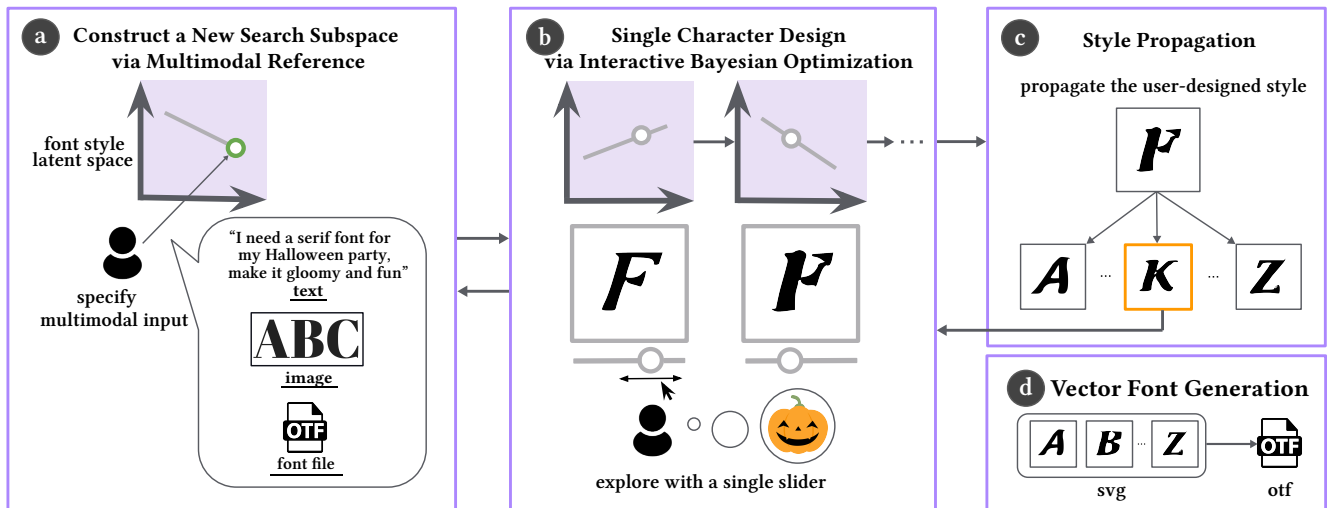 a
Construct a New Search Subspace
via Multimodal Reference
font style
latent space
specify
multimodal input
“I need a serif font for
my Halloween party,
make it gloomy and fun”
text
ABC
image
OTF
font file
b
Single Character Design
via Interactive Bayesian Optimization
...
F
F
explore with a single slider
c
Style Propagation
propagate the user-designed style
F
A
...
K
...
Z
d
Vector Font Generation
A
B
...
Z
OTF
svg
otf